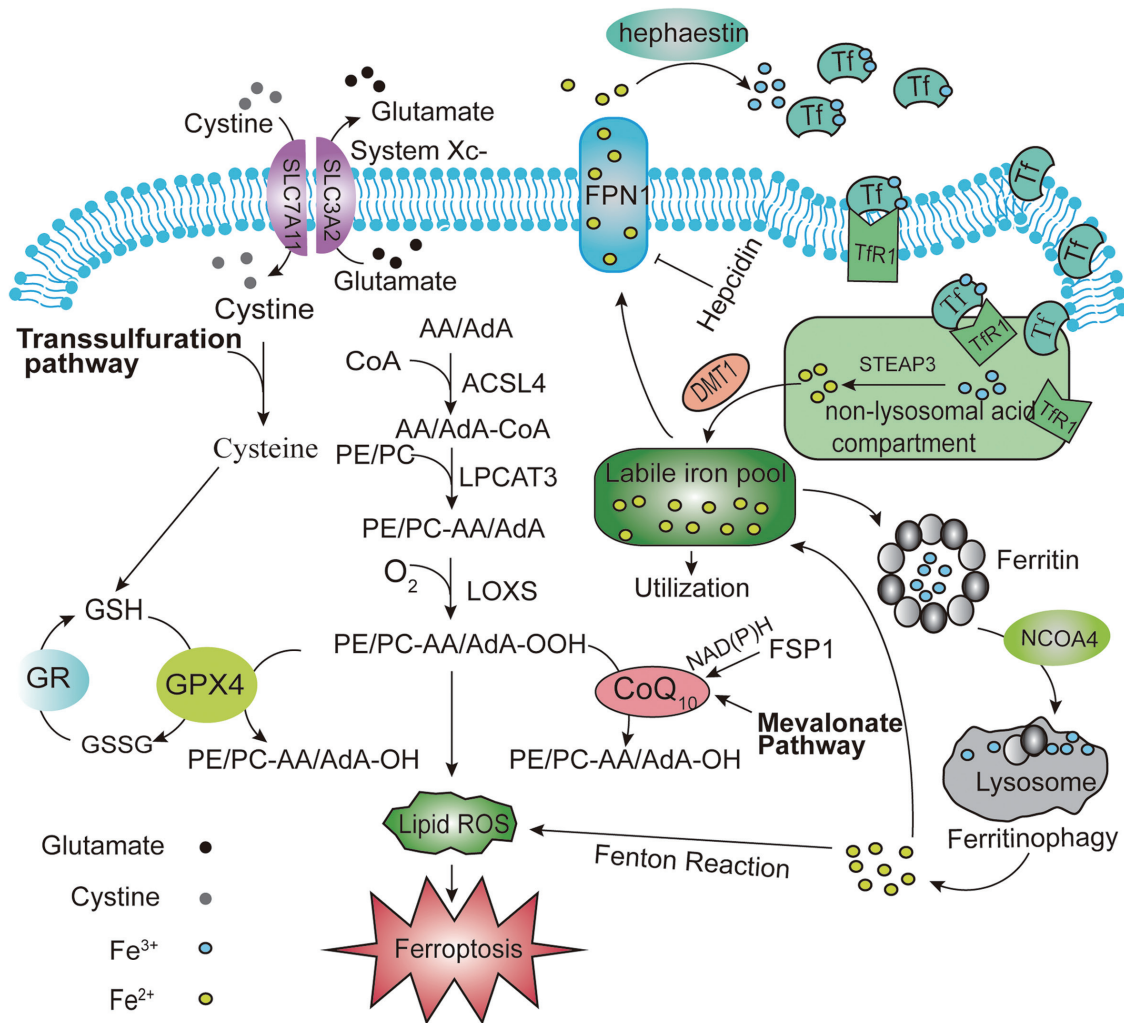 hephaestin
Tf
Tf
Tf
Cystine
Glutamate
System Xc-
SLC7A11
SLC3A2
FPN1
Tf
TfR1
Tf
Tf
Glutamate
Cystine
Hepcidin
Tf
TfR1
Tf
TfR1
Transsulfuration
pathway
AA/AdA
CoA
ACSL4
AA/AdA-CoA
PE/PC
LPCAT3
PE/PC-AA/AdA
O2
LOXS
PE/PC-AA/AdA-OOH
DMT1
STEAP3
non-lysosomal acid
compartment
Labile iron pool
Utilization
Ferritin
NCOA4
Lysosome
Ferritinophagy
Cysteine
GSH
GR
GPX4
GSSG
PE/PC-AA/AdA-OH
NAD(P)H
FSP1
CoQ10
Mevalonate
Pathway
PE/PC-AA/AdA-OH
Lipid ROS
Fenton Reaction
Ferroptosis
Glutamate
Cystine
Fe3+
Fe2+